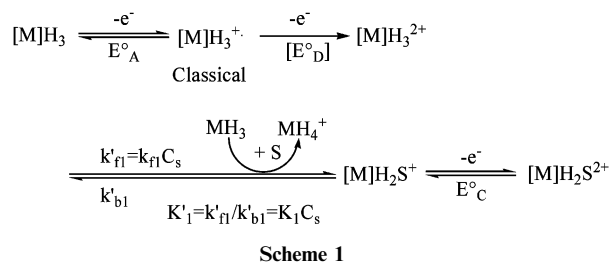 -e⁻ -e⁻
[M]H₃ [M]H₃⁺· [M]H₃²⁺
E°A [E°D]
Classical
MH₃ MH₄⁺
k'f1=kf1Cs + S -e⁻
[M]H₂S⁺ [M]H₂S²⁺
k'b1 E°C
K'1=k'f1/k'b1=K1Cs
Scheme 1